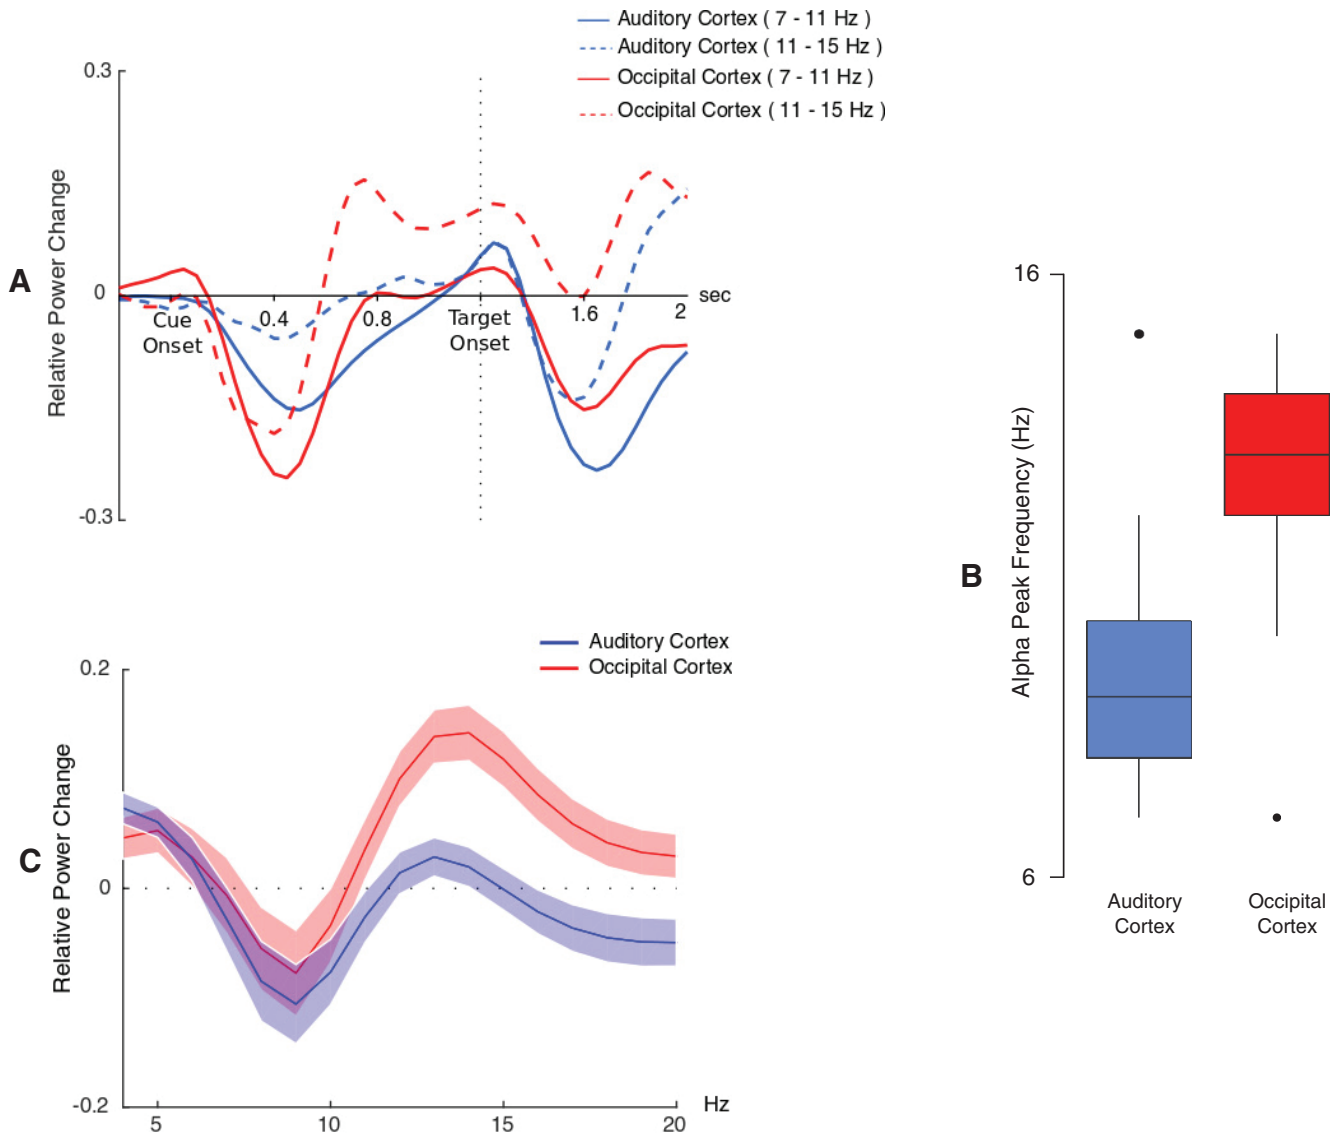 Auditory Cortex ( 7 - 11 Hz )
Auditory Cortex ( 11 - 15 Hz )
Occipital Cortex ( 7 - 11 Hz )
Occipital Cortex ( 11 - 15 Hz )
A
Relative Power Change
0.3
0
-0.3
Cue
Onset
0.4
0.8
Target
Onset
1.6
2
sec
B
Alpha Peak Frequency (Hz)
16
6
Auditory
Cortex
Occipital
Cortex
C
Relative Power Change
Auditory Cortex
Occipital Cortex
0.2
0
-0.2
5
10
15
20
Hz